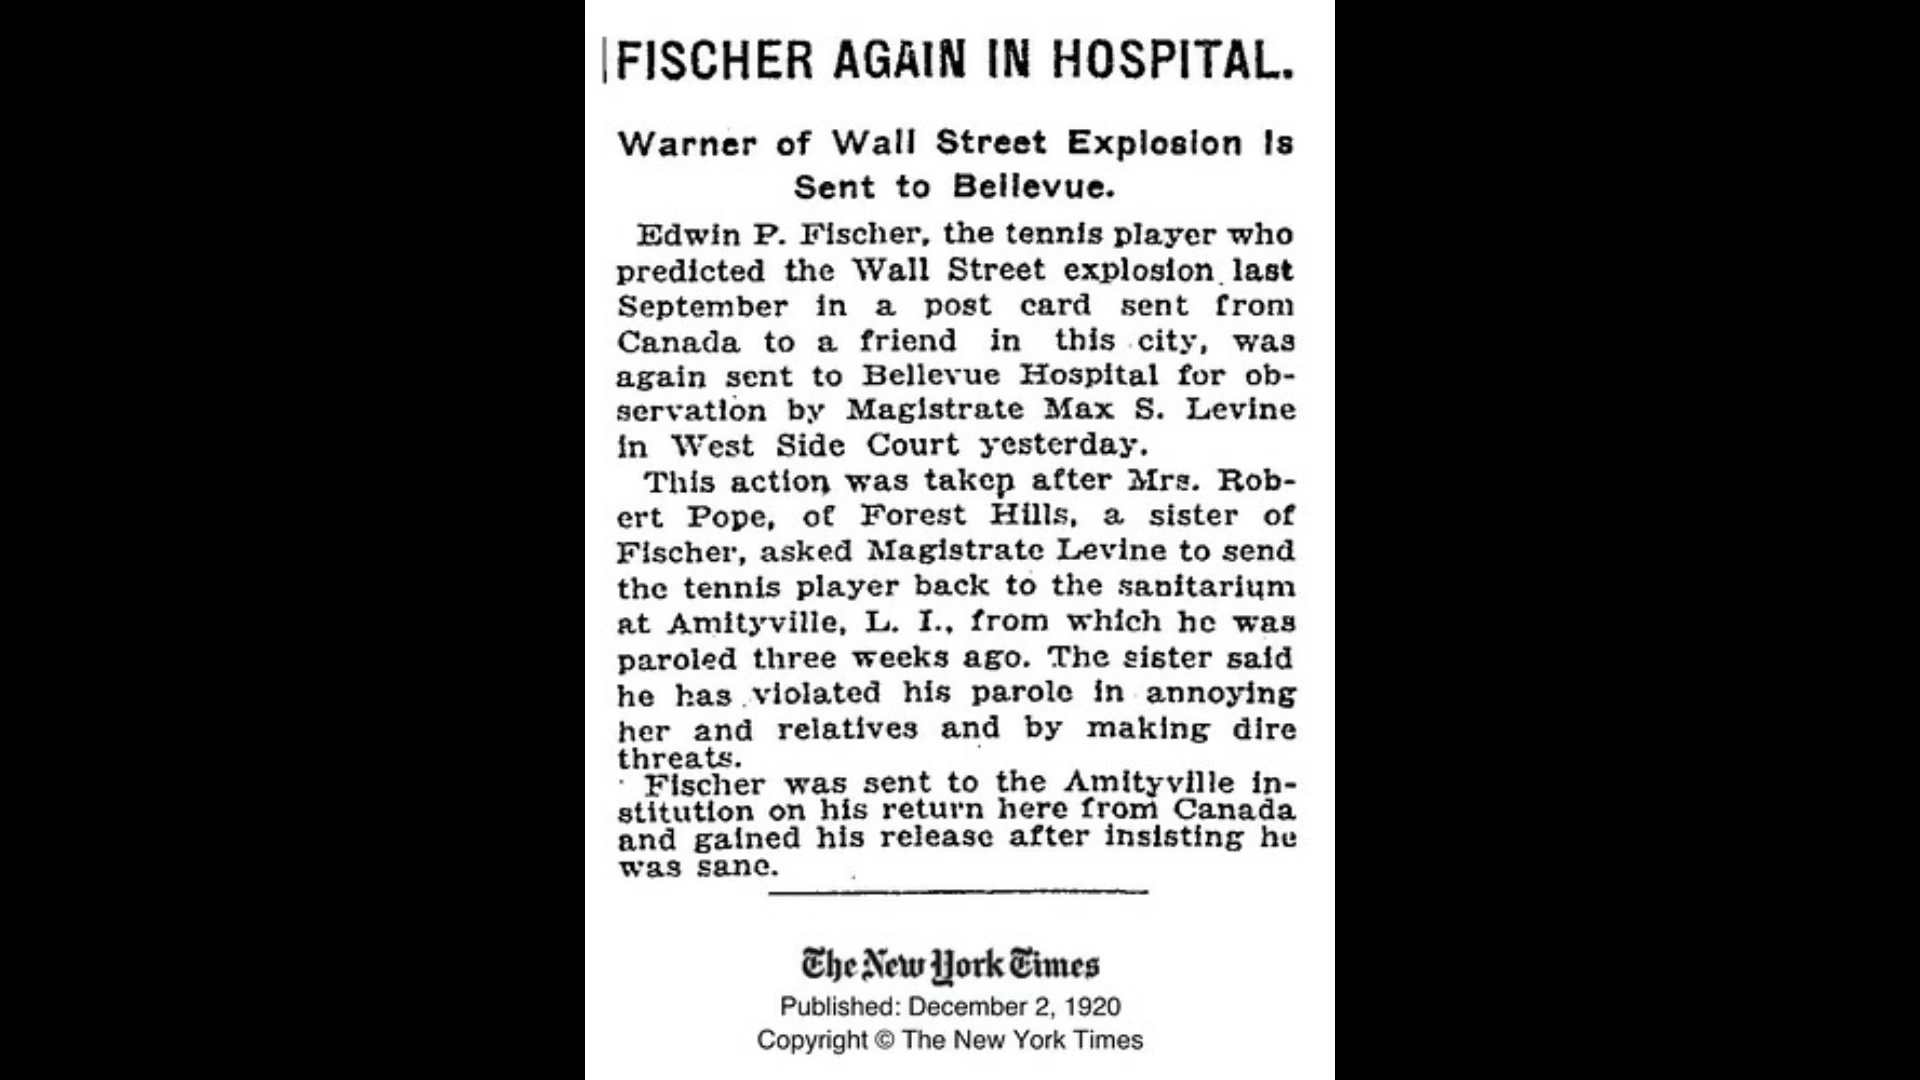 FISCHER AGAIN IN HOSPITAL.
Warner of Wall Street Explosion Is
Sent to Bellevue.
Edwin P. Fischer, the tennis player who
predicted the Wall Street explosion last
September in a post card sent from
Canada to a friend in this city, was
again sent to Bellevue Hospital for ob-
servation by Magistrate Max S. Levine
in West Side Court yesterday.
This action was taken after Mrs. Rob-
ert Pope, of Forest Hills, a sister of
Fischer, asked Magistrate Levine to send
the tennis player back to the sanitarium
at Amityville, L. I., from which he was
paroled three weeks ago. The sister said
he has violated his parole in annoying
her and relatives and by making dire
threats.
Fischer was sent to the Amityville in-
stitution on his return here from Canada
and gained his release after insisting he
was sane.
The New York Times
Published: December 2, 1920
Copyright © The New York Times